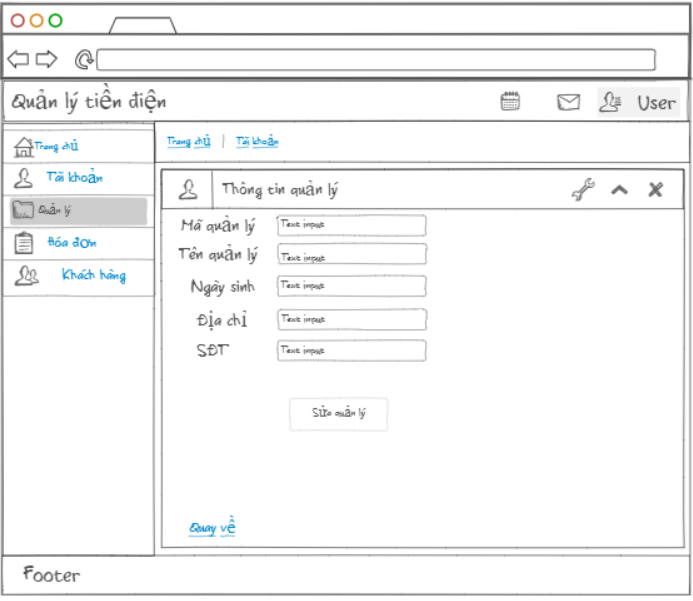 Quản lý tiền điện
User
Trang chủ
Tài khoản
Quản lý
Hóa đơn
Khách hàng
Trang chủ | Tài khoản
Thông tin quản lý
Mã quản lý Text input
Tên quản lý Text input
Ngày sinh Text input
Địa chỉ Text input
SĐT Text input
Sửa quản lý
Quay về
Footer